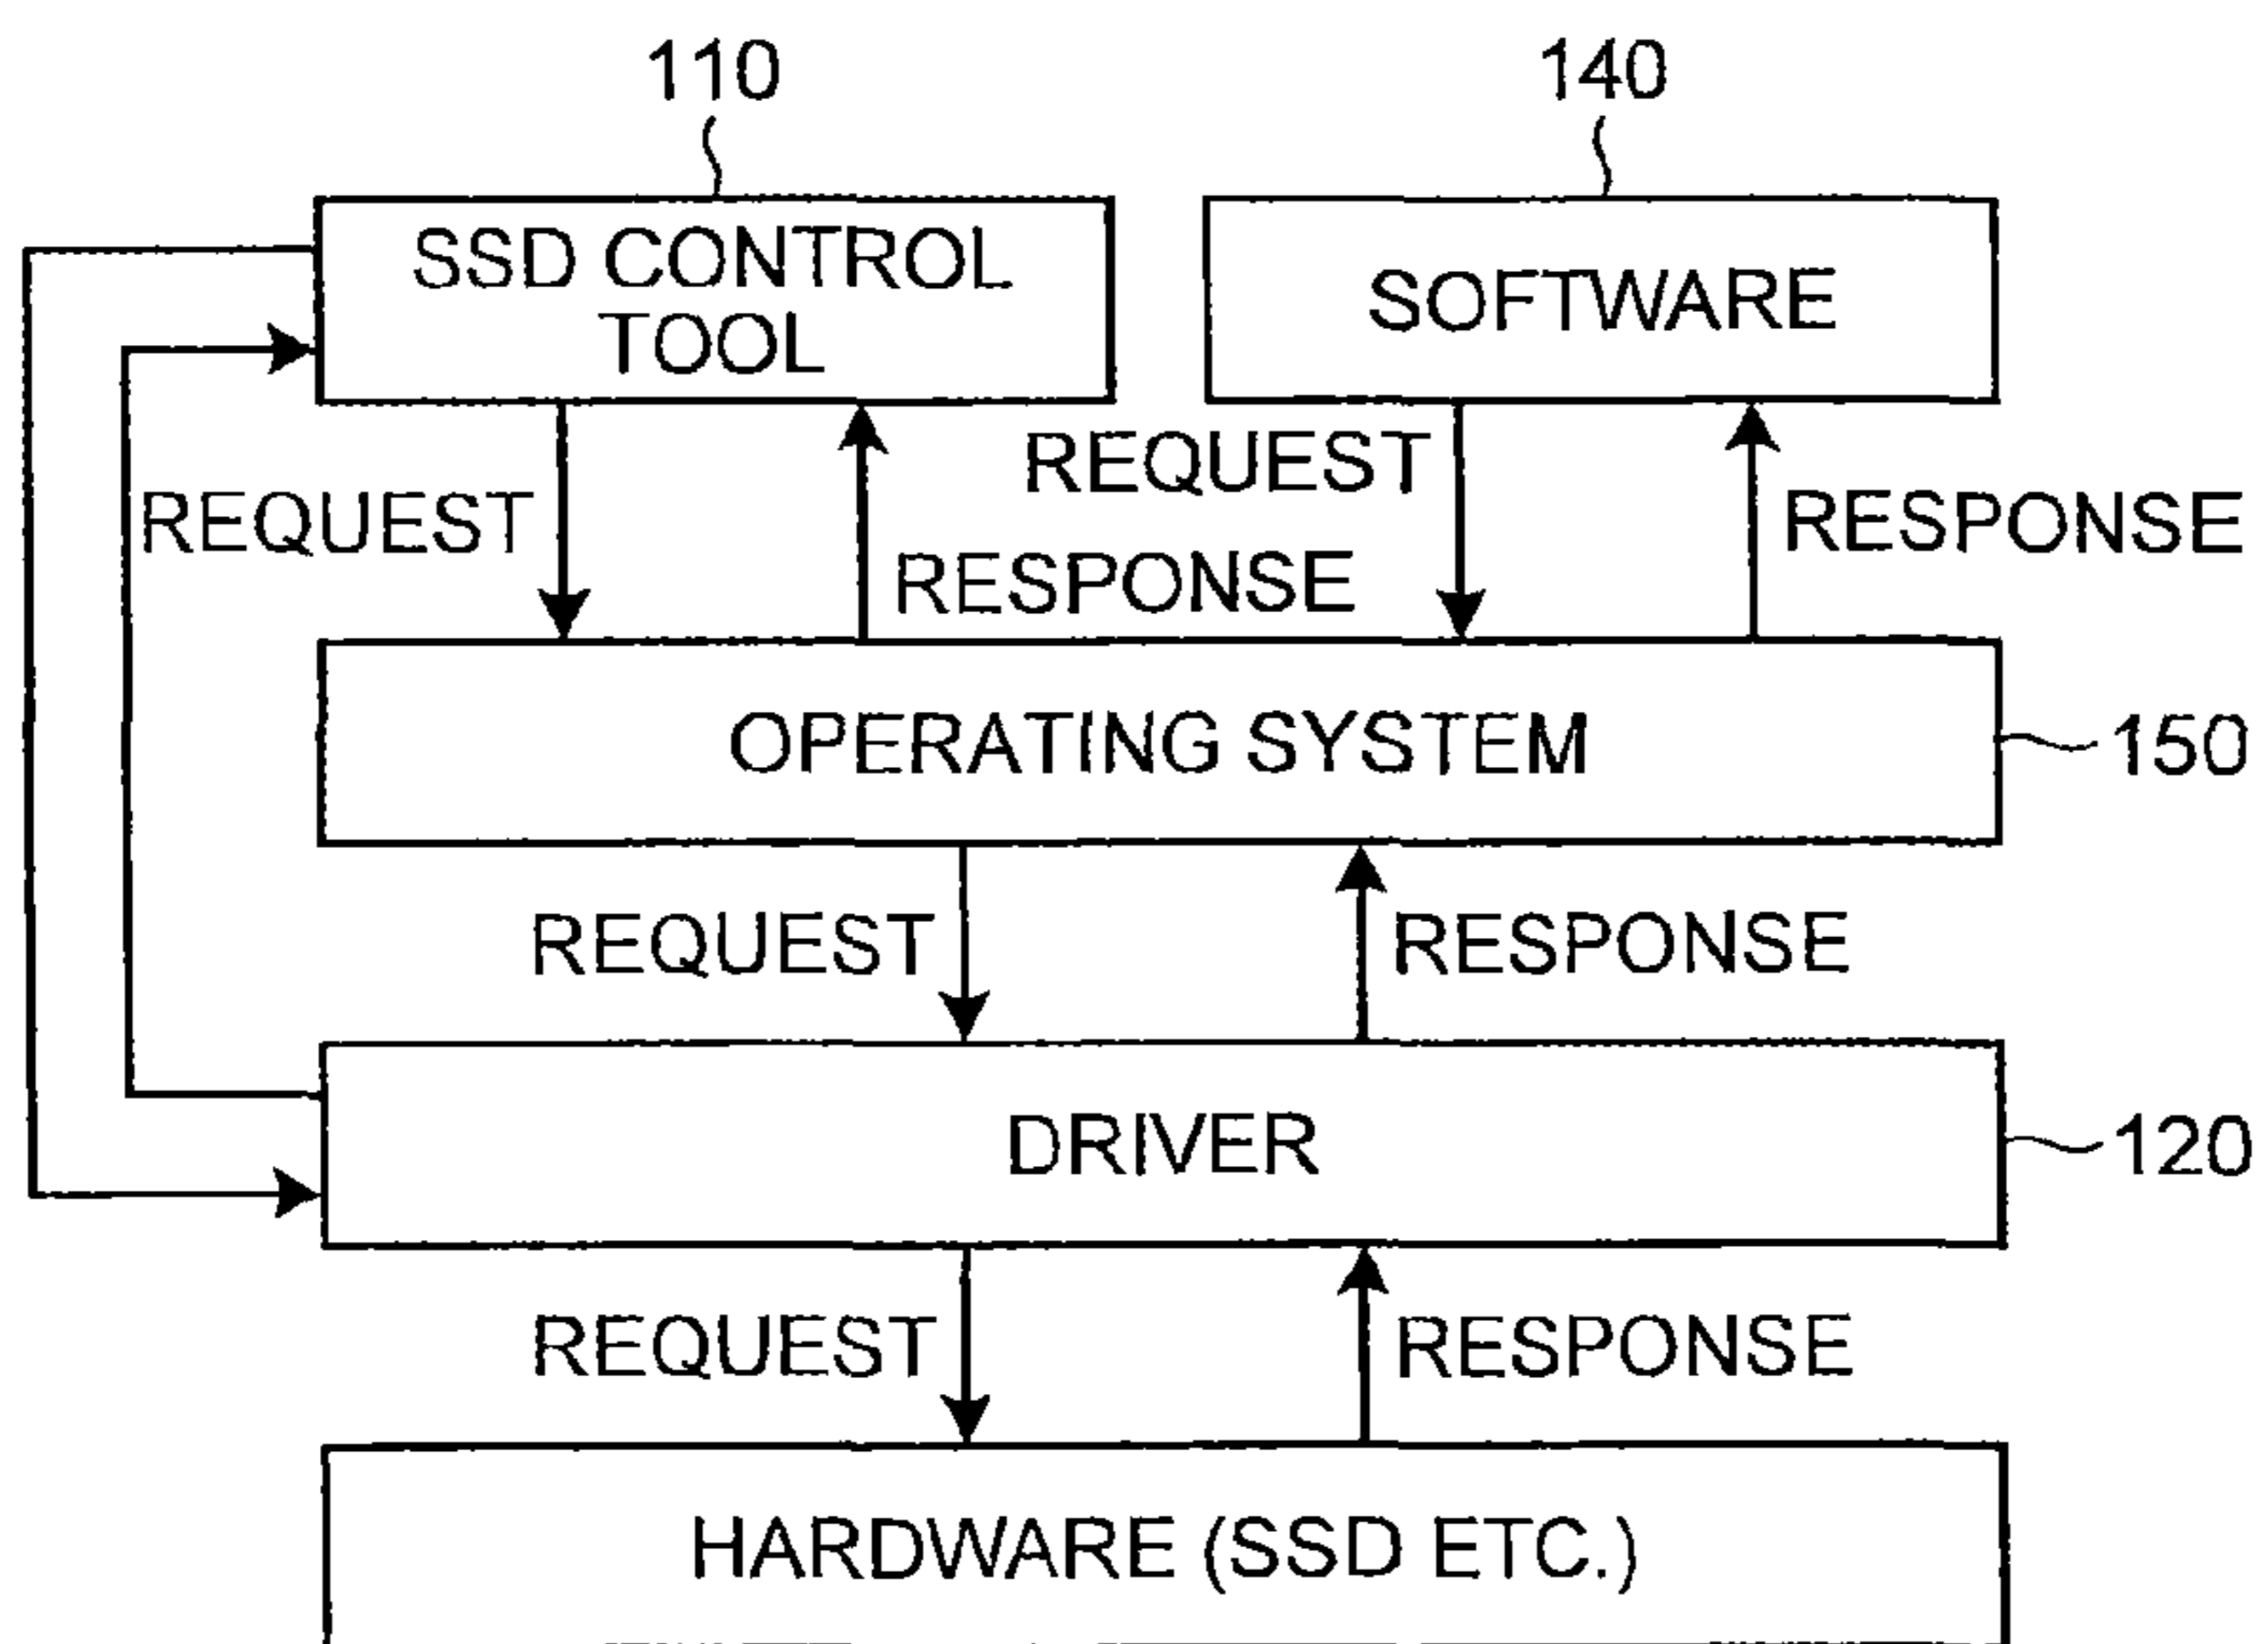 110
140
SSD CONTROL
TOOL
SOFTWARE
REQUEST
REQUEST
RESPONSE
RESPONSE
OPERATING SYSTEM
150
REQUEST
RESPONSE
DRIVER
120
REQUEST
RESPONSE
HARDWARE (SSD ETC.)